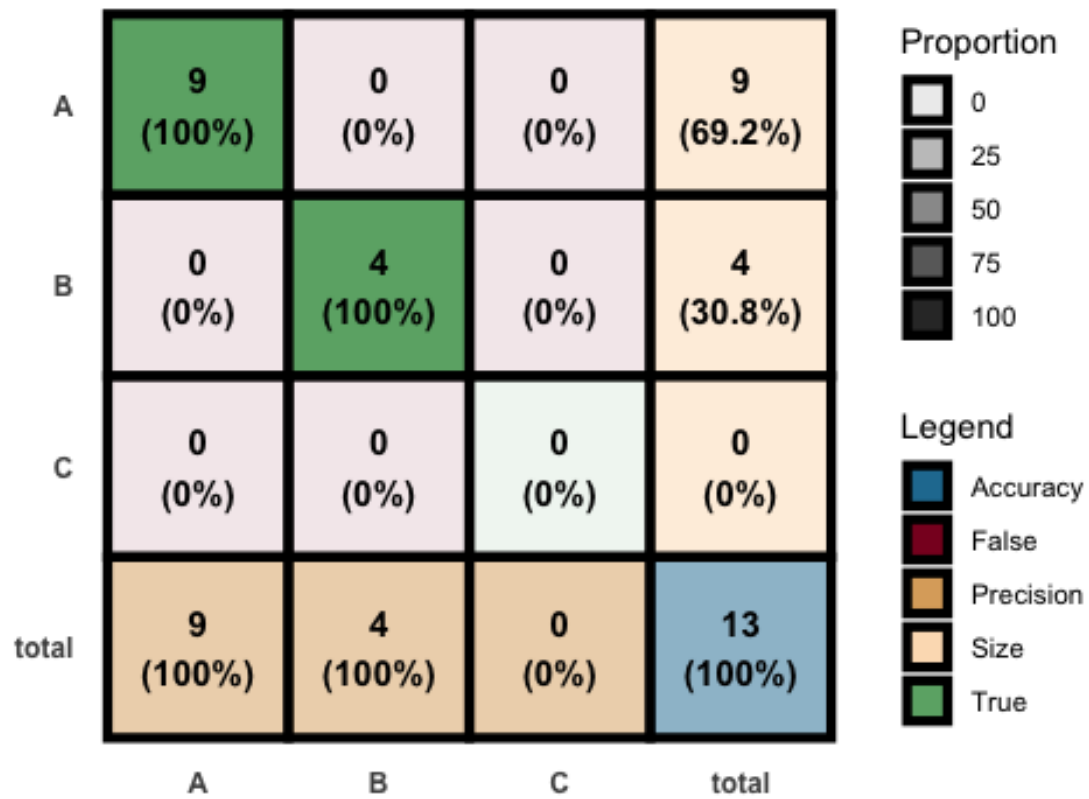 A
9
(100%)
0
(0%)
0
(0%)
9
(69.2%)
B
0
(0%)
4
(100%)
0
(0%)
4
(30.8%)
C
0
(0%)
0
(0%)
0
(0%)
0
(0%)
total
9
(100%)
4
(100%)
0
(0%)
13
(100%)
A
B
C
total
Proportion
0
25
50
75
100
Legend
Accuracy
False
Precision
Size
True